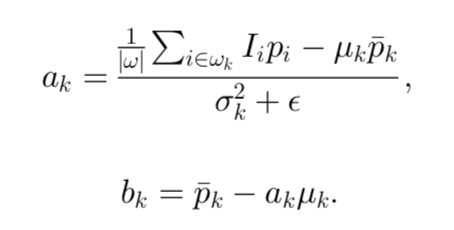 a_k = \frac{\frac{1}{|\omega|} \sum_{i \in \omega_k} I_i p_i - \mu_k \bar{p}_k}{\sigma_k^2 + \epsilon},
b_k = \bar{p}_k - a_k \mu_k.